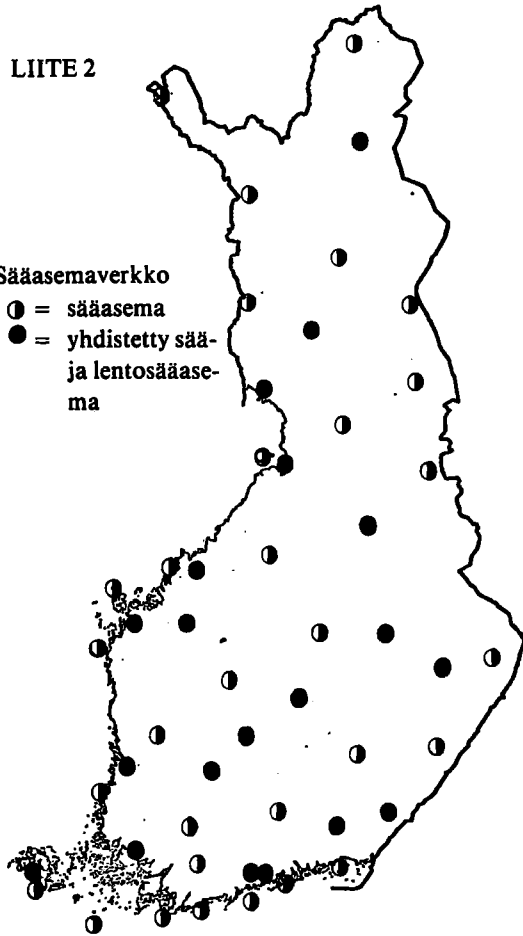 LIITE 2
Sääasemaverkko
◑ = sääasema
● = yhdistetty sää-
ja lentosääase-
ma